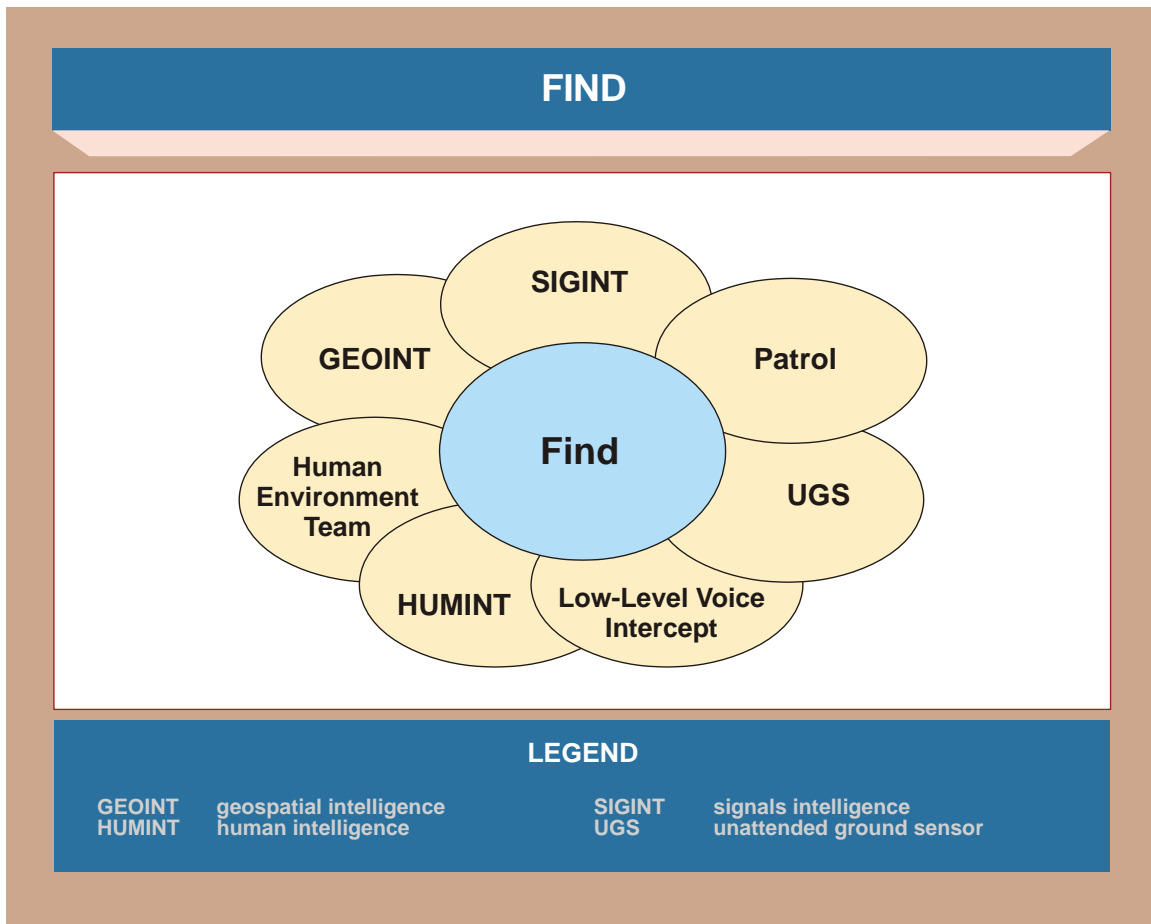 FIND
SIGINT
GEOINT
Patrol
Find
Human
Environment
Team
UGS
HUMINT
Low-Level Voice
Intercept
LEGEND
GEOINT geospatial intelligence
HUMINT human intelligence
SIGINT signals intelligence
UGS unattended ground sensor